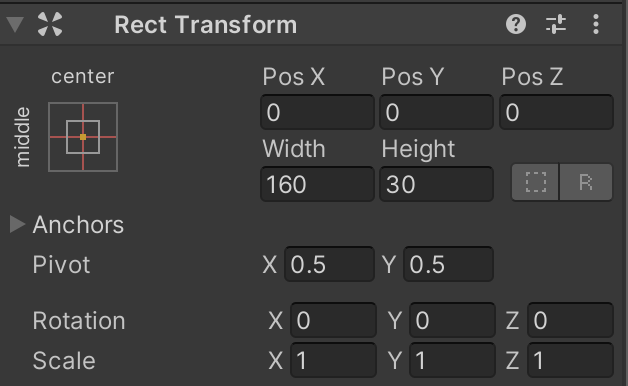 Rect Transform
center
middle
Pos X Pos Y Pos Z
0 0 0
Width Height
160 30 R
Anchors
Pivot X 0.5 Y 0.5
Rotation X 0 Y 0 Z 0
Scale X 1 Y 1 Z 1